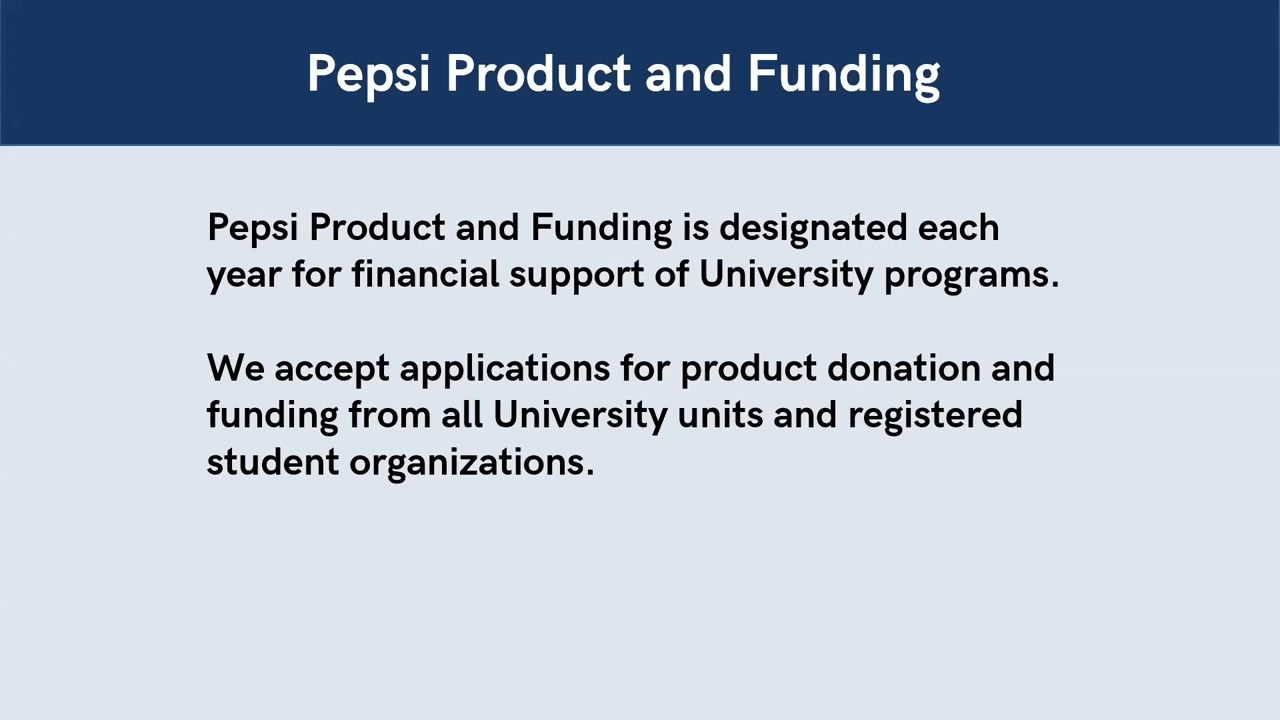 Pepsi Product and Funding
Pepsi Product and Funding is designated each
year for financial support of University programs.
We accept applications for product donation and
funding from all University units and registered
student organizations.